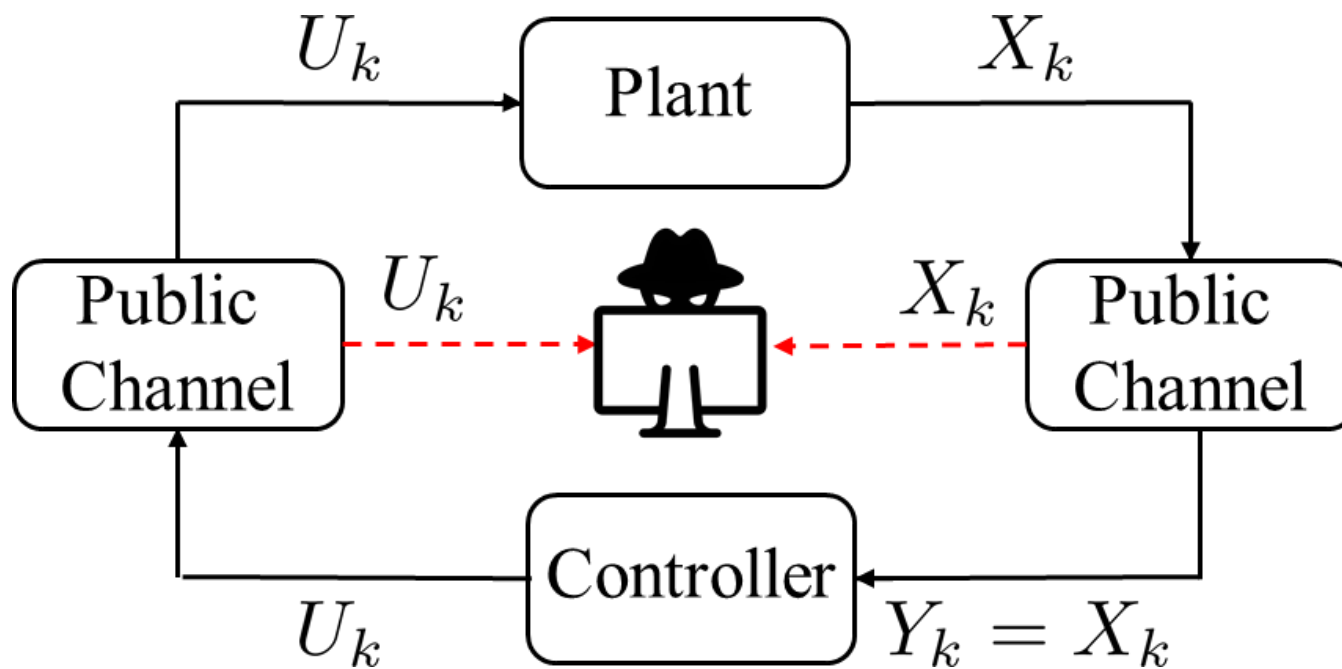 U_k
Plant
X_k
Public
Channel
U_k
X_k
Public
Channel
U_k
Controller
Y_k = X_k